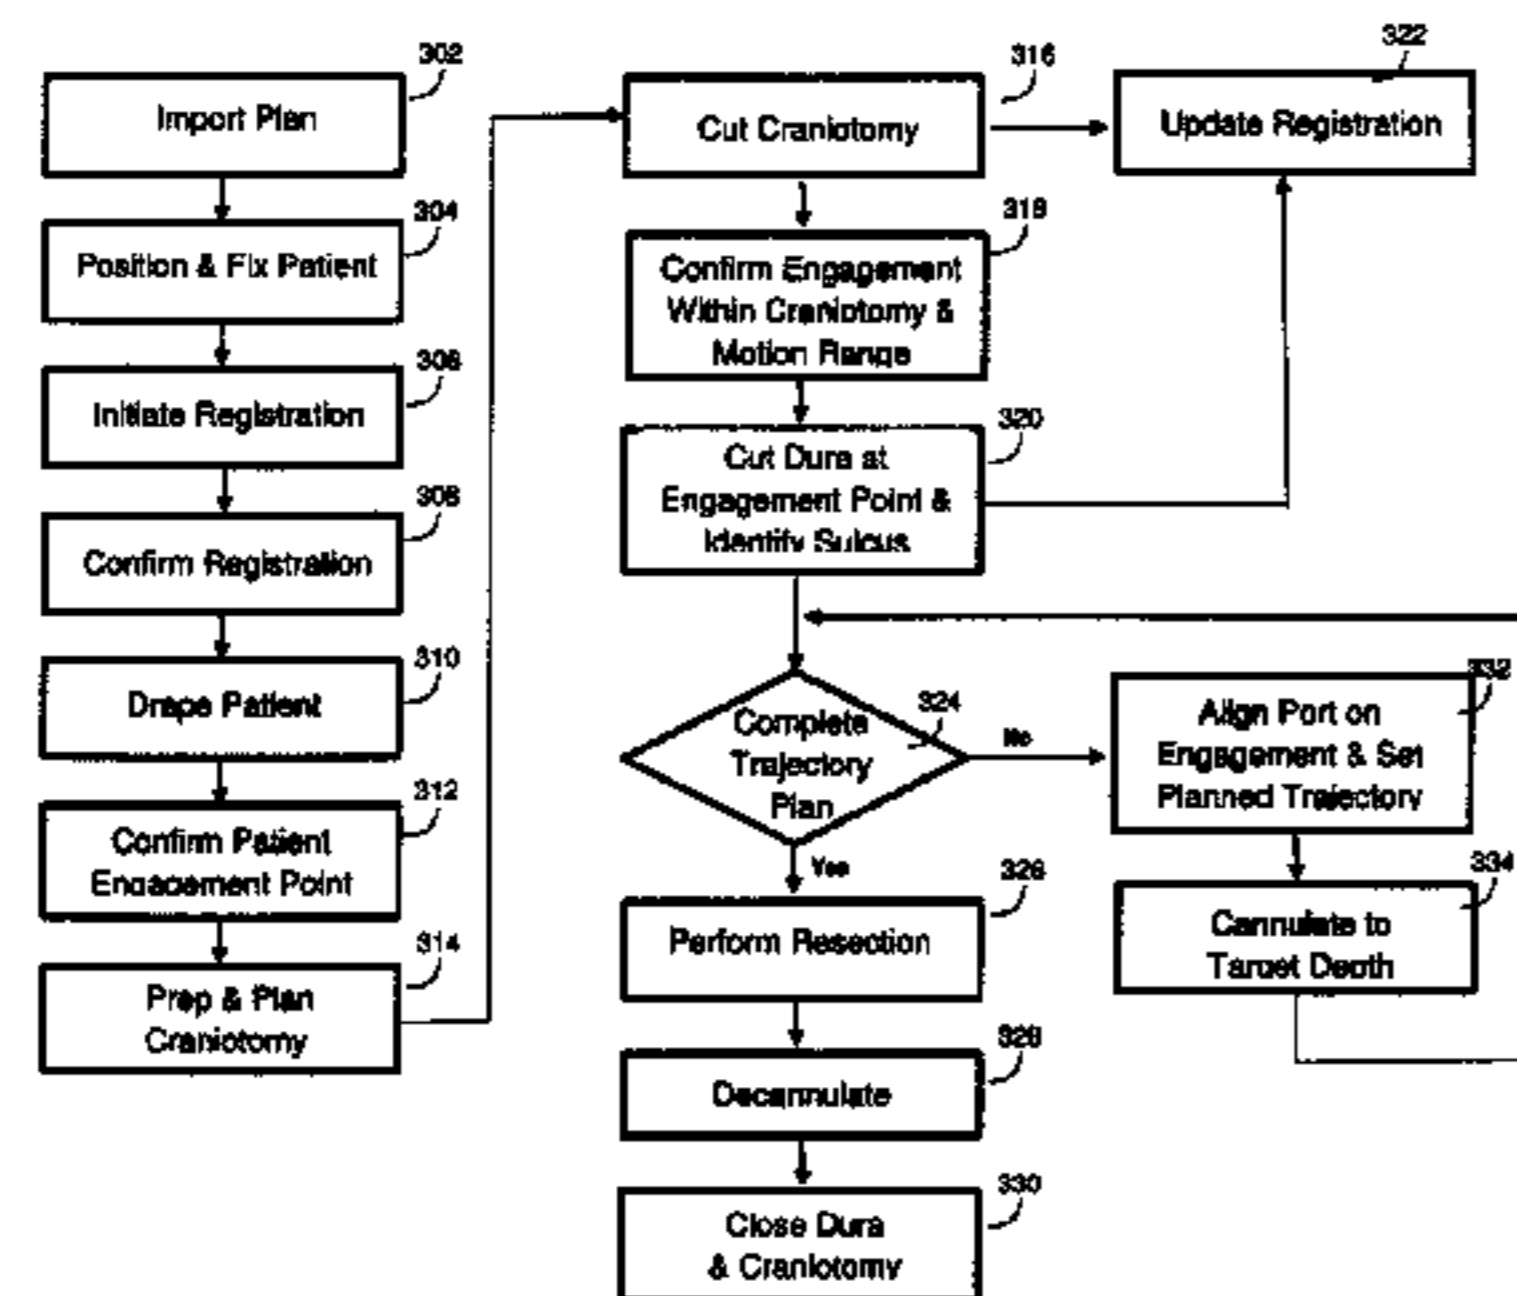 302
Import Plan
304
Position & Fix Patient
306
Initiate Registration
308
Confirm Registration
310
Drape Patient
312
Confirm Patient
Engagement Point
314
Prep & Plan
Craniotomy
316
Cut Craniotomy
318
Confirm Engagement
Within Craniotomy &
Motion Range
320
Cut Dura at
Engagement Point &
Identify Sulcus
322
Update Registration
324
Complete
Trajectory
Plan
No
Yes
326
Perform Resection
328
Decannulate
330
Close Dura
& Craniotomy
332
Align Port on
Engagement & Set
Planned Trajectory
334
Cannulate to
Target Depth